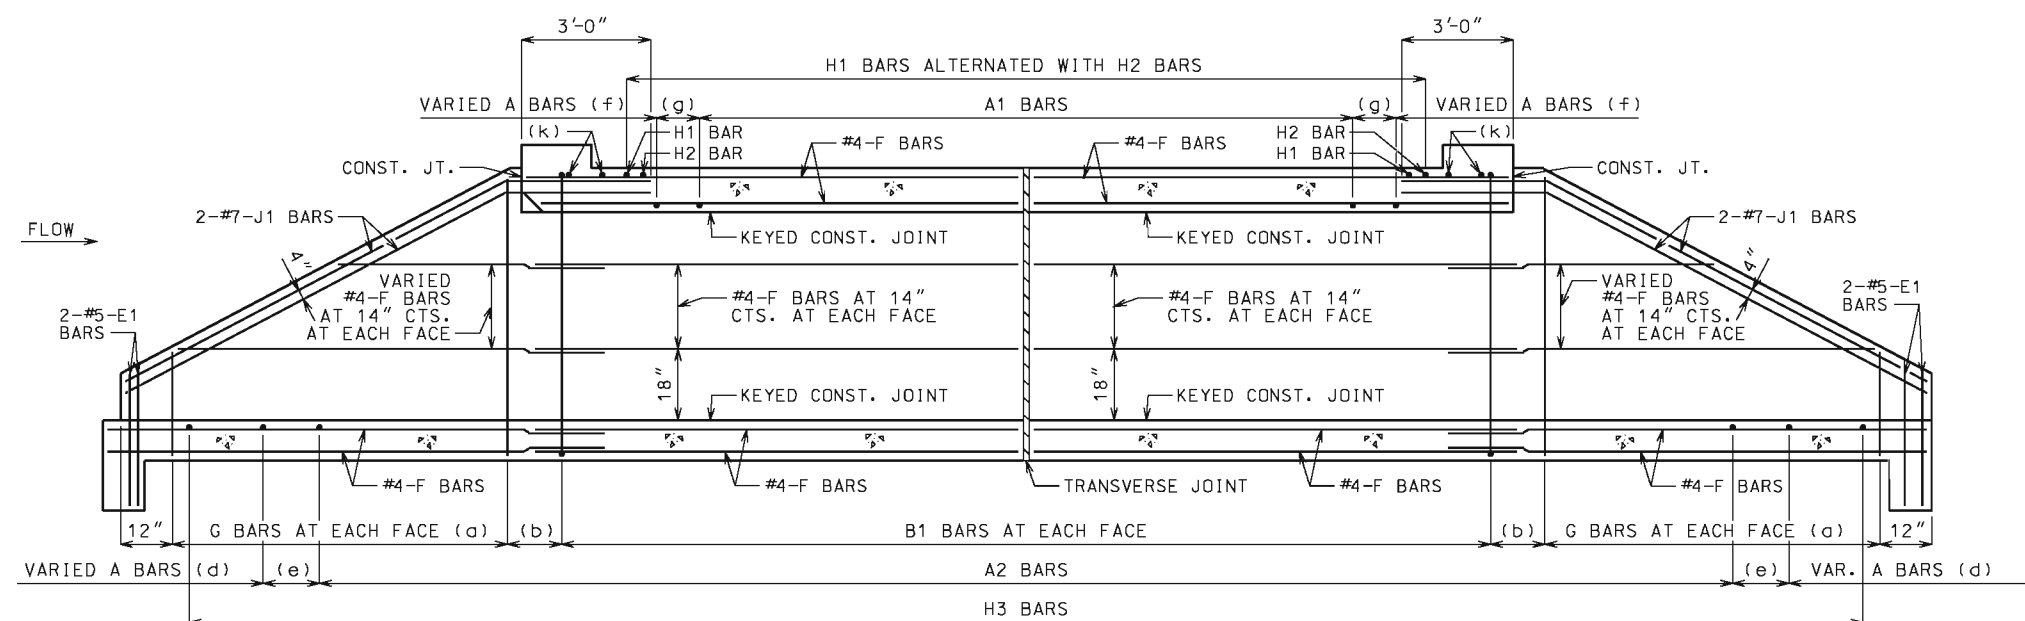 3'-0"
3'-0"
H1 BARS ALTERNATED WITH H2 BARS
VARIED A BARS (f)
(g)
A1 BARS
(g)
VARIED A BARS (f)
(k)
H1 BAR
H2 BAR
#4-F BARS
#4-F BARS
H2 BAR
H1 BAR
(k)
CONST. JT.
CONST. JT.
2-#7-J1 BARS
2-#7-J1 BARS
FLOW
KEYED CONST. JOINT
KEYED CONST. JOINT
4"
VARIED
#4-F BARS
AT 14" CTS.
AT EACH FACE
#4-F BARS AT 14"
CTS. AT EACH FACE
#4-F BARS AT 14"
CTS. AT EACH FACE
VARIED
#4-F BARS
AT 14" CTS.
AT EACH FACE
4"
2-#5-E1
BARS
2-#5-E1
BARS
18"
18"
KEYED CONST. JOINT
KEYED CONST. JOINT
#4-F BARS
#4-F BARS
TRANSVERSE JOINT
#4-F BARS
#4-F BARS
12"
G BARS AT EACH FACE (a)
(b)
B1 BARS AT EACH FACE
(b)
G BARS AT EACH FACE (a)
12"
VARIED A BARS (d)
(e)
A2 BARS
(e)
VAR. A BARS (d)
H3 BARS